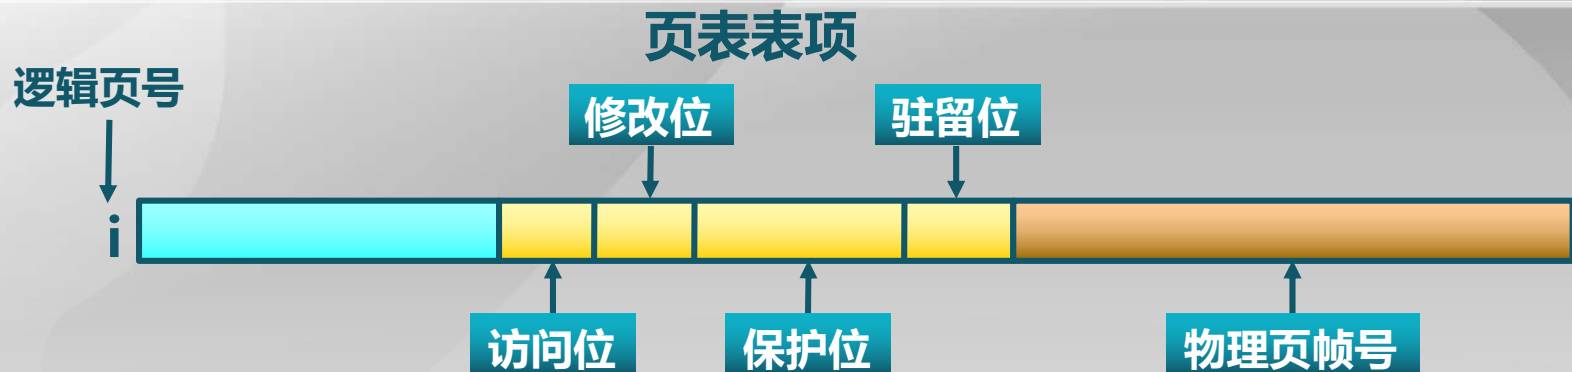 页表表项
逻辑页号
修改位
驻留位
i
访问位
保护位
物理页帧号